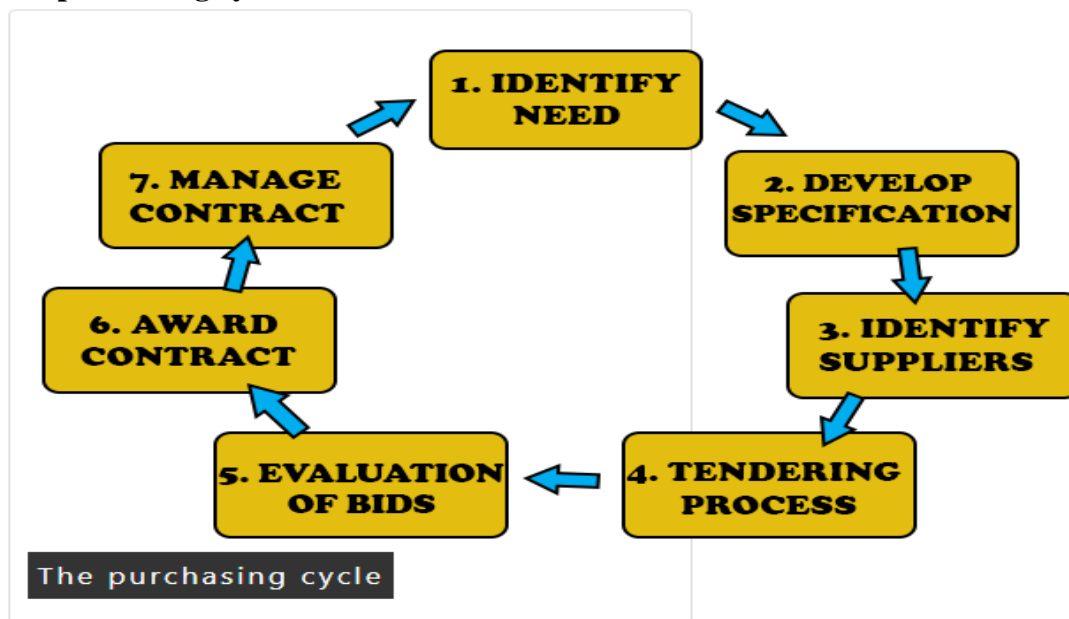 1. IDENTIFY
NEED
2. DEVELOP
SPECIFICATION
3. IDENTIFY
SUPPLIERS
4. TENDERING
PROCESS
5. EVALUATION
OF BIDS
6. AWARD
CONTRACT
7. MANAGE
CONTRACT
The purchasing cycle